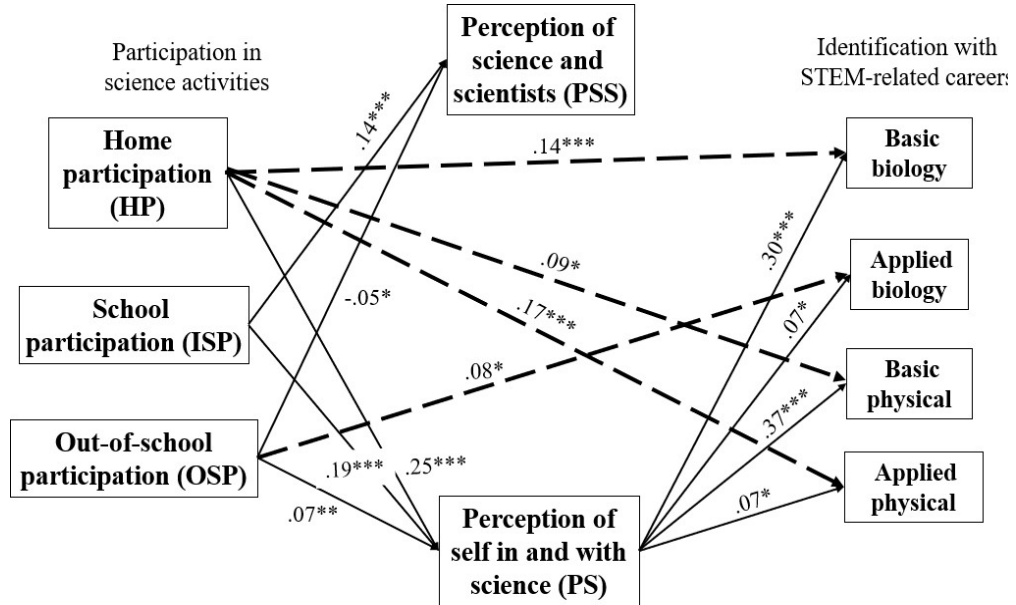 Participation in
science activities
Perception of
science and
scientists (PSS)
Identification with
STEM-related careers
Home
participation
(HP)
.14***
.14***
Basic
biology
.30***
.09*
Applied
biology
School
participation (ISP)
-.05*
.17***
.07*
.08*
Basic
physical
.37***
Out-of-school
participation (OSP)
.19***
.25***
Applied
physical
.07**
.07*
Perception of
self in and with
science (PS)